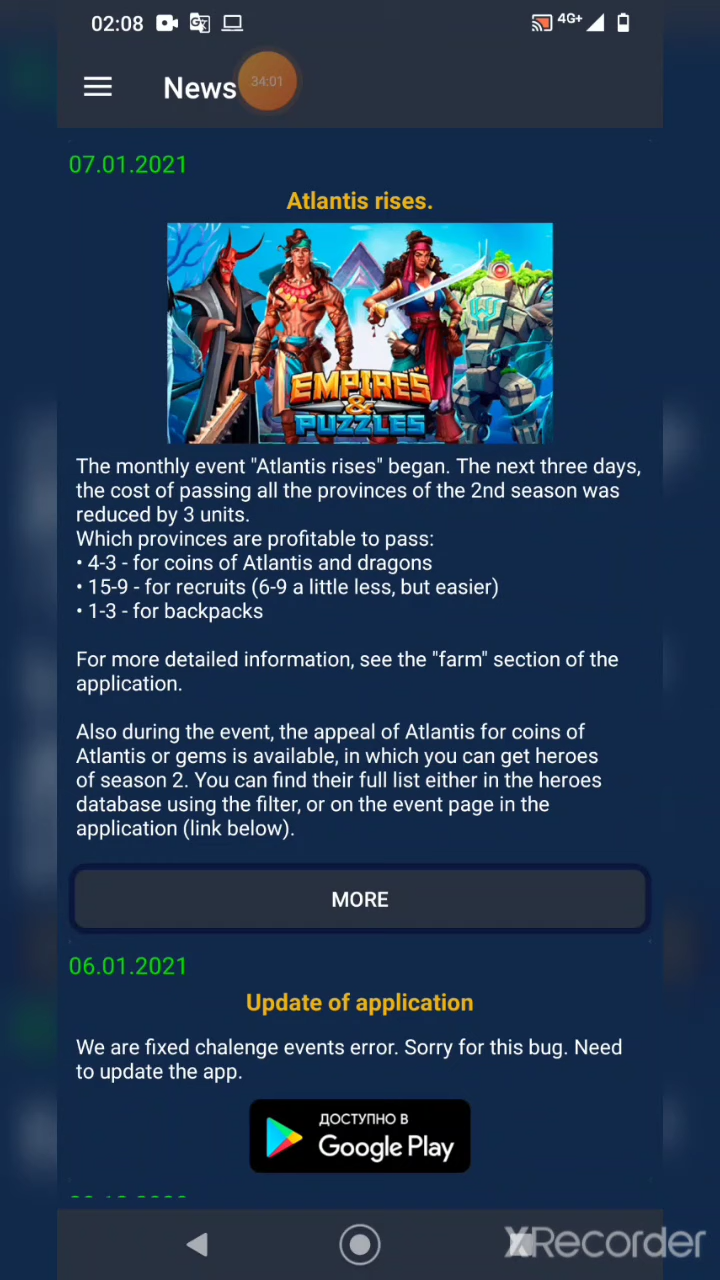 02:08
4G+
News
34:01
07.01.2021
Atlantis rises.
EMPIRES
&
PUZZLES
The monthly event "Atlantis rises" began. The next three days,
the cost of passing all the provinces of the 2nd season was
reduced by 3 units.
Which provinces are profitable to pass:
• 4-3 - for coins of Atlantis and dragons
• 15-9 - for recruits (6-9 a little less, but easier)
• 1-3 - for backpacks
For more detailed information, see the "farm" section of the
application.
Also during the event, the appeal of Atlantis for coins of
Atlantis or gems is available, in which you can get heroes
of season 2. You can find their full list either in the heroes
database using the filter, or on the event page in the
application (link below).
MORE
06.01.2021
Update of application
We are fixed chalenge events error. Sorry for this bug. Need
to update the app.
ДОСТУПНО В
Google Play
XRecorder